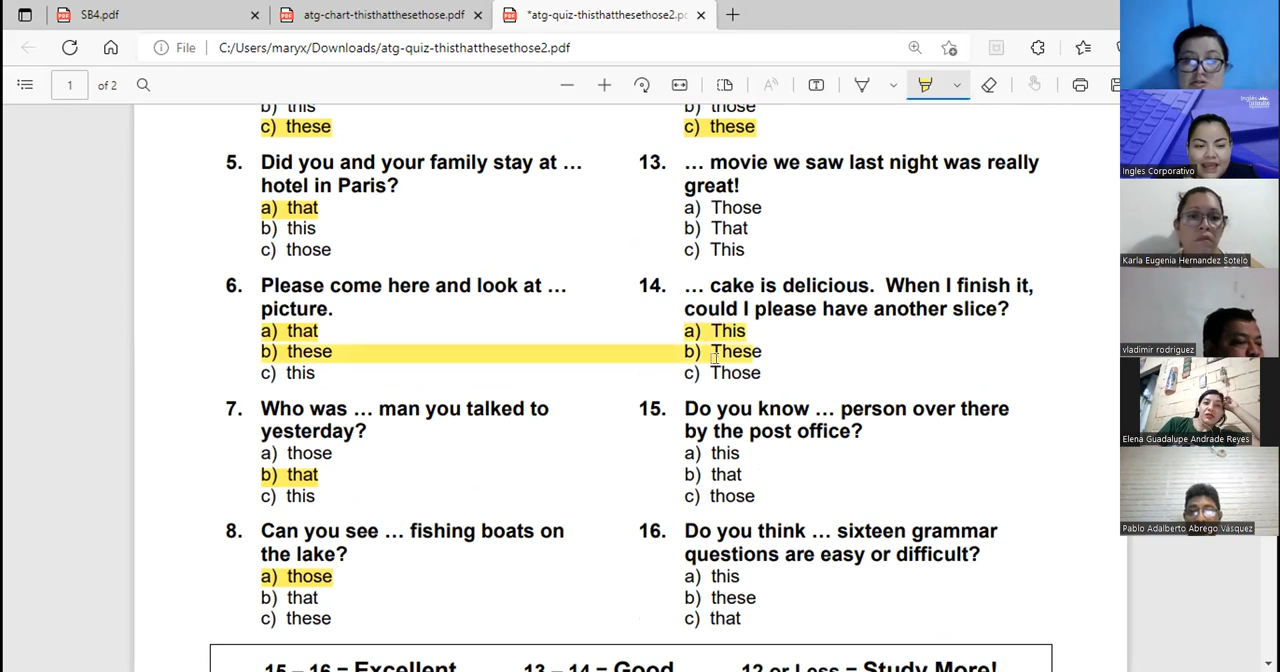 SB4.pdf
atg-chart-thisthatthesethose.pdf
*atg-quiz-thisthatthesethose2.pd
File
C:/Users/maryx/Downloads/atg-quiz-thisthatthesethose2.pdf
1 of 2
b) this
c) these
5. Did you and your family stay at …
hotel in Paris?
a) that
b) this
c) those
6. Please come here and look at …
picture.
a) that
b) these
c) this
7. Who was … man you talked to
yesterday?
a) those
b) that
c) this
8. Can you see … fishing boats on
the lake?
a) those
b) that
c) these
b) those
c) these
13. … movie we saw last night was really
great!
a) Those
b) That
c) This
14. … cake is delicious. When I finish it,
could I please have another slice?
a) This
b) These
c) Those
15. Do you know … person over there
by the post office?
a) this
b) that
c) those
16. Do you think … sixteen grammar
questions are easy or difficult?
a) this
b) these
c) that
15 – 16 = Excellent 13 – 14 = Good 12 or Less = Study More!
Ingles Corporativo
Karla Eugenia Hernandez Sotelo
vladimir rodriguez
Elena Guadalupe Andrade Reyes
Pablo Adalberto Abrego Vasquez